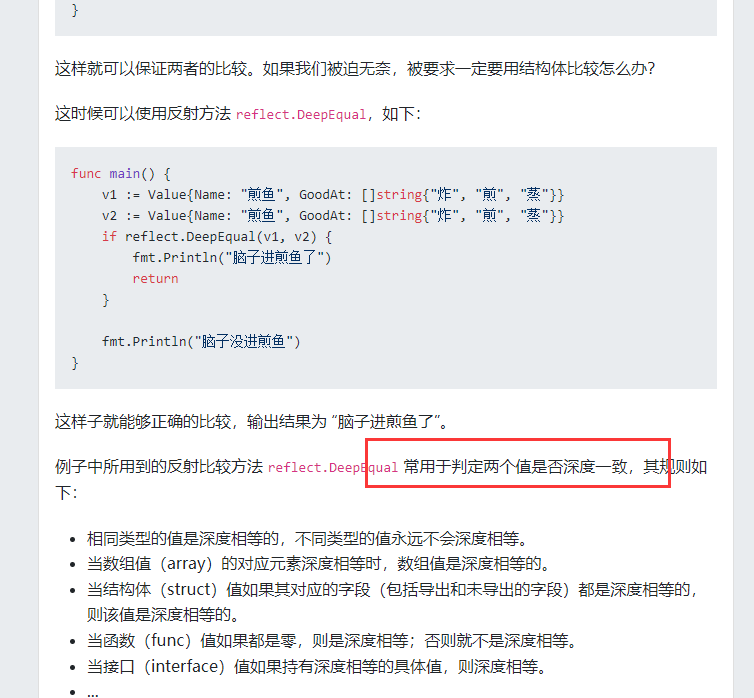 }
这样就可以保证两者的比较。如果我们被迫无奈，被要求一定要用结构体比较怎么办？
这时候可以使用反射方法 reflect.DeepEqual，如下：
func main() {
    v1 := Value{Name: "煎鱼", GoodAt: []string{"炸", "煎", "蒸"}}
    v2 := Value{Name: "煎鱼", GoodAt: []string{"炸", "煎", "蒸"}}
    if reflect.DeepEqual(v1, v2) {
        fmt.Println("脑子进煎鱼了")
        return
    }
    fmt.Println("脑子没进煎鱼")
}
这样子就能够正确的比较，输出结果为 “脑子进煎鱼了”。
例子中所用到的反射比较方法 reflect.DeepEqual 常用于判定两个值是否深度一致，其规则如
下：
• 相同类型的值是深度相等的，不同类型的值永远不会深度相等。
• 当数组值（array）的对应元素深度相等时，数组值是深度相等的。
• 当结构体（struct）值如果其对应的字段（包括导出和未导出的字段）都是深度相等的，
则该值是深度相等的。
• 当函数（func）值如果都是零，则是深度相等；否则就不是深度相等。
• 当接口（interface）值如果持有深度相等的具体值，则深度相等。
• ...